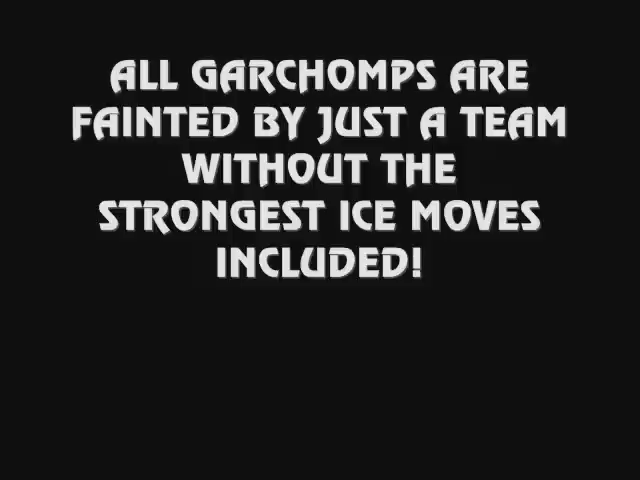 ALL GARCHOMPS ARE
FAINTED BY JUST A TEAM
WITHOUT THE
STRONGEST ICE MOVES
INCLUDED!